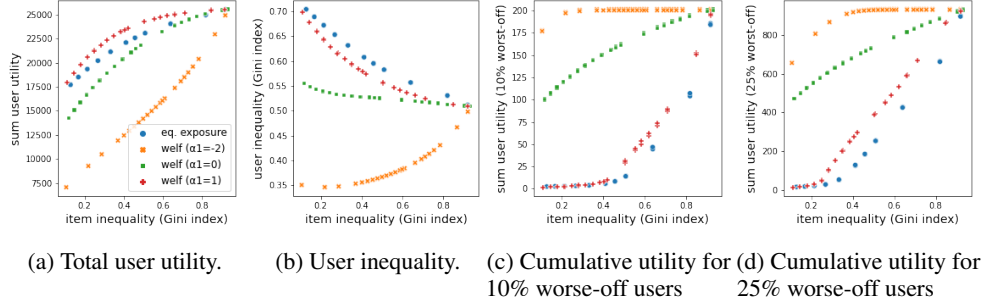 25000
22500
20000
17500
15000
12500
10000
7500
sum user utility
eq. exposure
welf (α1=-2)
welf (α1=0)
welf (α1=1)
0.2 0.4 0.6 0.8
item inequality (Gini index)
0.70
0.65
0.60
0.55
0.50
0.45
0.40
0.35
user inequality (Gini index)
0.2 0.4 0.6 0.8
item inequality (Gini index)
200
175
150
125
100
75
50
25
0
sum user utility (10% worst-off)
0.2 0.4 0.6 0.8
item inequality (Gini index)
800
600
400
200
0
sum user utility (25% worst-off)
0.2 0.4 0.6 0.8
item inequality (Gini index)
(a) Total user utility.
(b) User inequality.
(c) Cumulative utility for
10% worse-off users
(d) Cumulative utility for
25% worse-off users